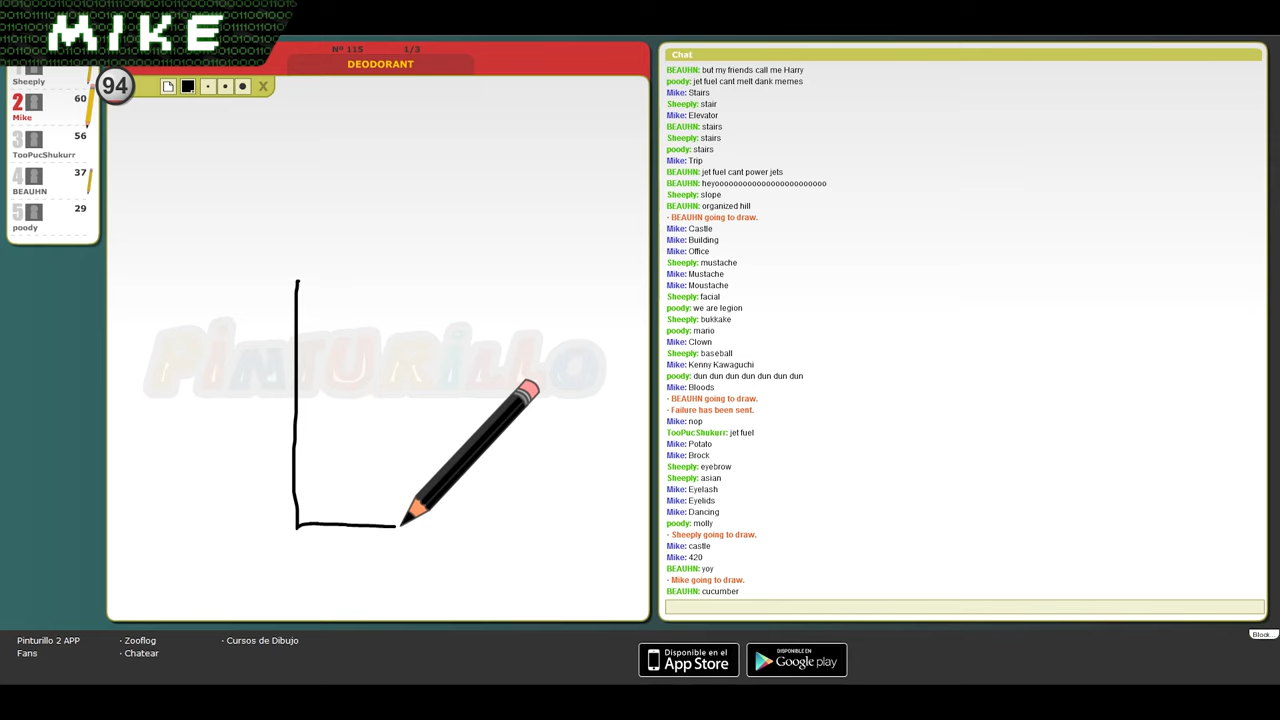 MIKE
Nº 115 1/3
DEODORANT
94
1
Sheeply
2 60
Mike
3 56
TooPucShukurr
4 37
BEAUHN
5 29
poody
X
PinTURillo
Chat
BEAUHN: but my friends call me Harry
poody: jet fuel cant melt dank memes
Mike: Stairs
Sheeply: stair
Mike: Elevator
BEAUHN: stairs
Sheeply: stairs
poody: stairs
Mike: Trip
BEAUHN: jet fuel cant power jets
BEAUHN: heyooooooooooooooooooooooooo
Sheeply: slope
BEAUHN: organized hill
· BEAUHN going to draw.
Mike: Castle
Mike: Building
Mike: Office
Sheeply: mustache
Mike: Mustache
Mike: Moustache
Sheeply: facial
poody: we are legion
Sheeply: bukkake
poody: mario
Mike: Clown
Sheeply: baseball
Mike: Kenny Kawaguchi
poody: dun dun dun dun dun dun dun
Mike: Bloods
· BEAUHN going to draw.
· Failure has been sent.
Mike: nop
TooPucShukurr: jet fuel
Mike: Potato
Mike: Brock
Sheeply: eyebrow
Sheeply: asian
Mike: Eyelash
Mike: Eyelids
Mike: Dancing
poody: molly
· Sheeply going to draw.
Mike: castle
Mike: 420
BEAUHN: yoy
· Mike going to draw.
BEAUHN: cucumber
Block...
Pinturillo 2 APP · Zooflog · Cursos de Dibujo
Fans · Chatear
Disponible en el
App Store
DISPONIBLE EN
Google play